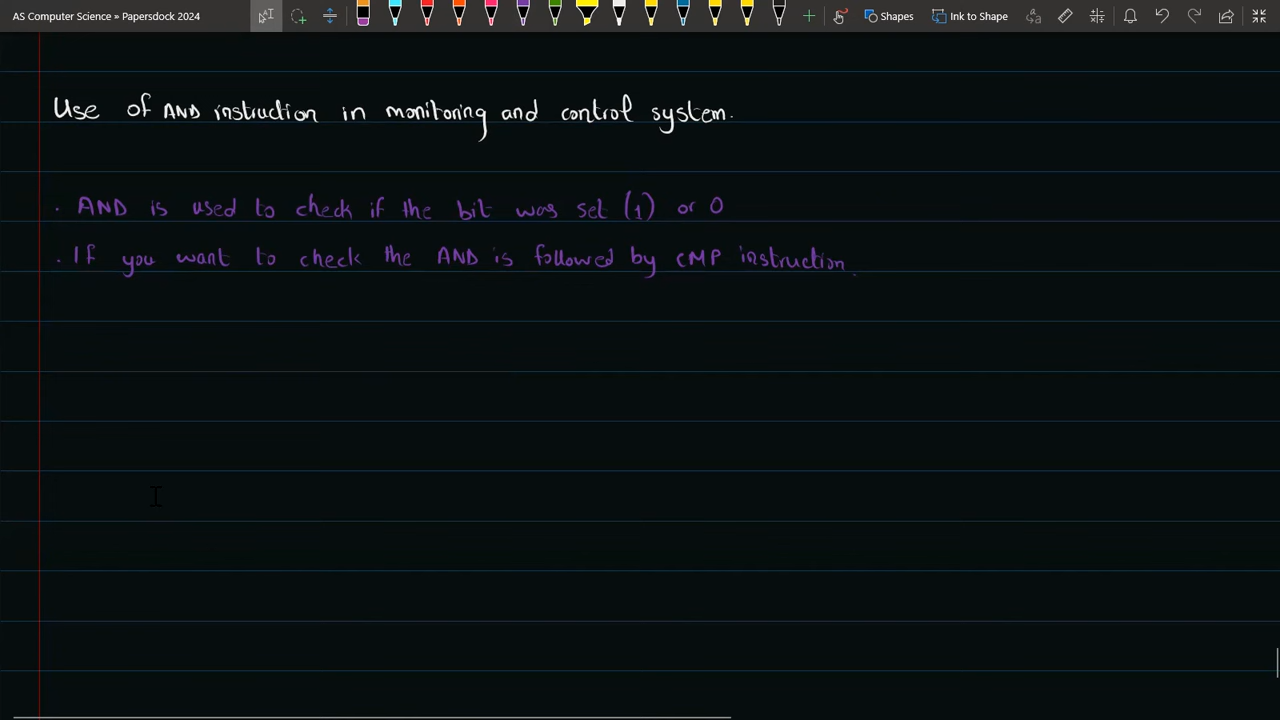 AS Computer Science » Papersdock 2024
Shapes
Ink to Shape
Use of AND instruction in monitoring and control system.
. AND is used to check if the bit was set (1) or 0
. If you want to check the AND is followed by CMP instruction.